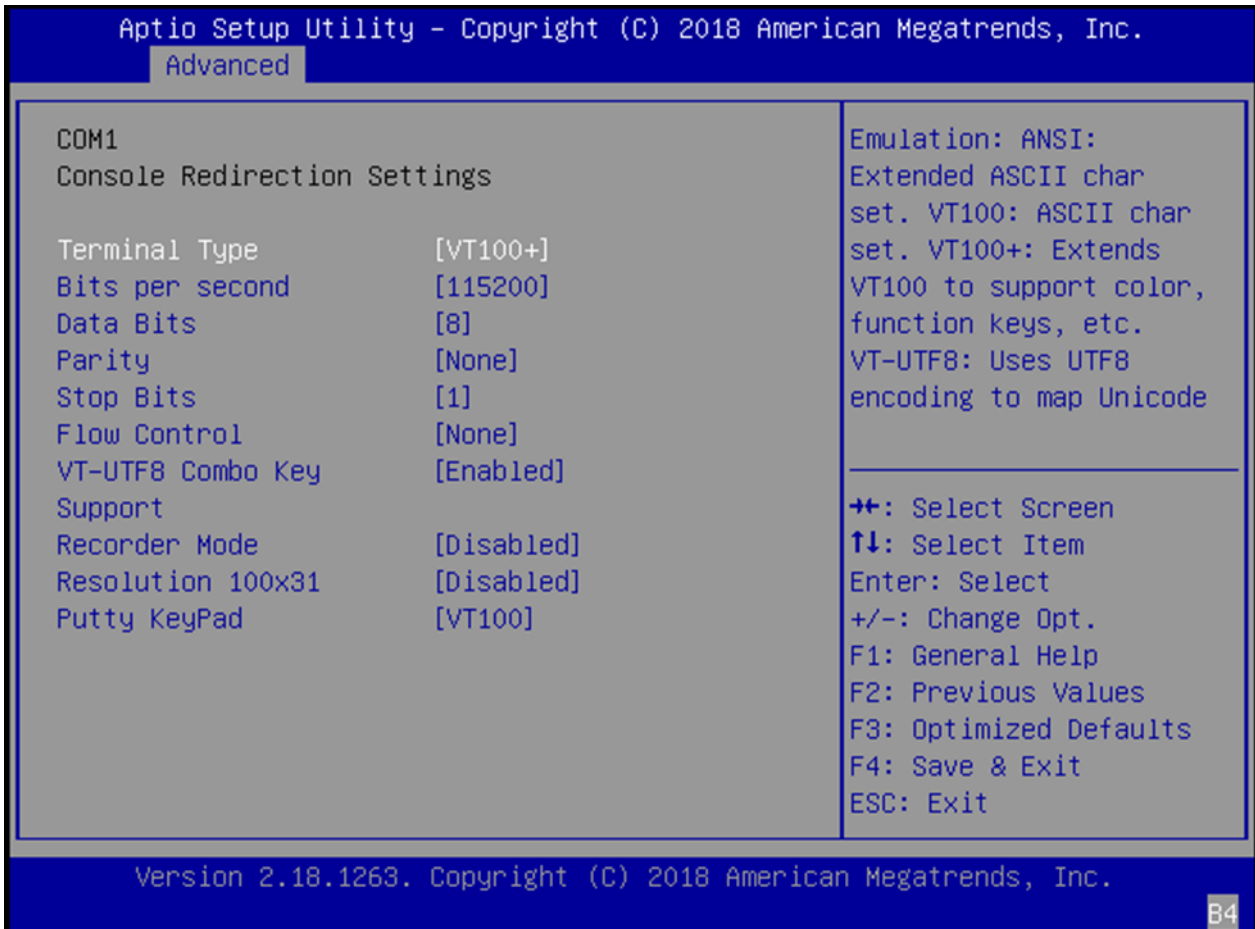 Aptio Setup Utility – Copyright (C) 2018 American Megatrends, Inc.
Advanced
COM1
Console Redirection Settings
Terminal Type [VT100+]
Bits per second [115200]
Data Bits [8]
Parity [None]
Stop Bits [1]
Flow Control [None]
VT-UTF8 Combo Key [Enabled]
Support
Recorder Mode [Disabled]
Resolution 100x31 [Disabled]
Putty KeyPad [VT100]
Emulation: ANSI:
Extended ASCII char
set. VT100: ASCII char
set. VT100+: Extends
VT100 to support color,
function keys, etc.
VT-UTF8: Uses UTF8
encoding to map Unicode
→←: Select Screen
↑↓: Select Item
Enter: Select
+/-: Change Opt.
F1: General Help
F2: Previous Values
F3: Optimized Defaults
F4: Save & Exit
ESC: Exit
Version 2.18.1263. Copyright (C) 2018 American Megatrends, Inc.
B4